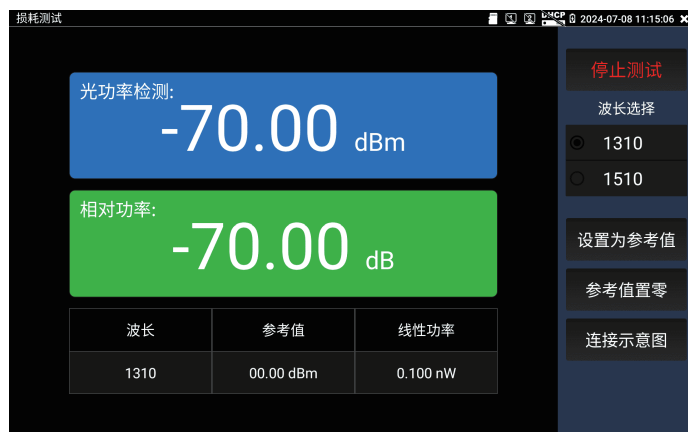 损耗测试
DHCP 2024-07-08 11:15:06
停止测试
光功率检测:
-70.00 dBm
波长选择
1310
1510
相对功率:
-70.00 dB
设置为参考值
参考值置零
连接示意图
波长 参考值 线性功率
1310 00.00 dBm 0.100 nW